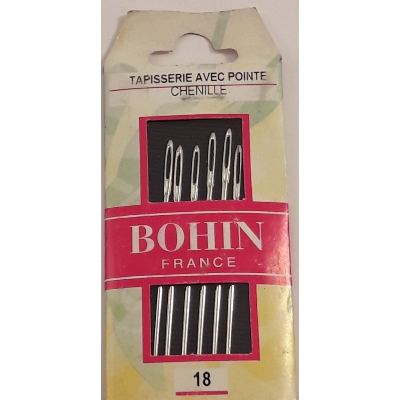 TAPISSERIE AVEC POINTE
CHENILLE
BOHIN
FRANCE
18